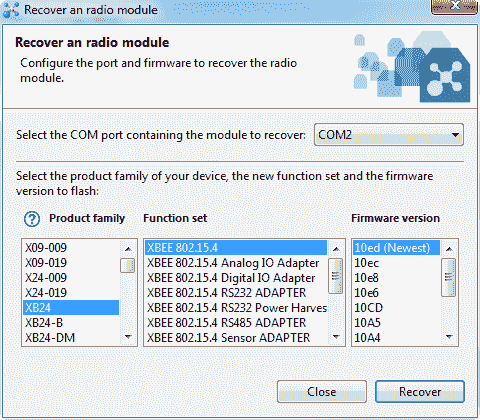 Recover an radio module
Recover an radio module
Configure the port and firmware to recover the radio
module.
Select the COM port containing the module to recover: COM2
Select the product family of your device, the new function set and the firmware
version to flash:
? Product family Function set Firmware version
X09-009 XBEE 802.15.4 10ed (Newest)
X09-019 XBEE 802.15.4 Analog IO Adapter 10ec
X24-009 XBEE 802.15.4 Digital IO Adapter 10e8
X24-019 XBEE 802.15.4 RS232 ADAPTER 10e6
XB24 XBEE 802.15.4 RS232 Power Harves 10CD
XB24-B XBEE 802.15.4 RS485 ADAPTER 10A5
XB24-DM XBEE 802.15.4 Sensor ADAPTER 10A4
Close Recover